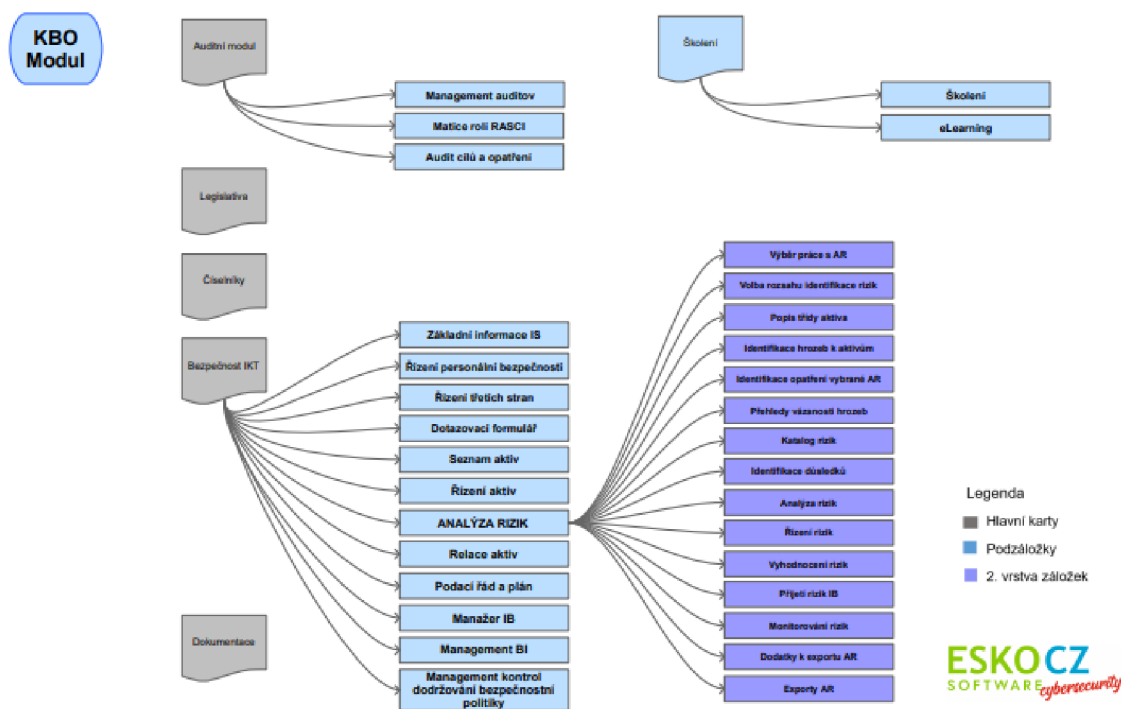 KBO
Modul
Auditní modul
Management auditov
Matice rolí RASCI
Audit cílů a opatření
Školení
Školení
eLearning
Legislativa
Číselníky
Bezpečnost IKT
Základní informace IS
Řízení personální bezpečnosti
Řízení třetích stran
Dotazovací formulář
Seznam aktiv
Řízení aktiv
ANALÝZA RIZIK
Relace aktiv
Podací řád a plán
Manažer IB
Management BI
Management kontrol
dodržování bezpečnostní
politiky
Výběr práce s AR
Volba rozsahu identifikace rizik
Popis třídy aktiva
Identifikace hrozeb k aktivům
Identifikace opatření vybrané AR
Přehledy vázanosti hrozeb
Katalog rizik
Identifikace důsledků
Analýza rizik
Řízení rizik
Vyhodnocení rizik
Přijetí rizik IB
Monitorování rizik
Dodatky k exportu AR
Exporty AR
Dokumentace
Legenda
Hlavní karty
Podzáložky
2. vrstva záložek
ESKO CZ
SOFTWARE cybersecurity